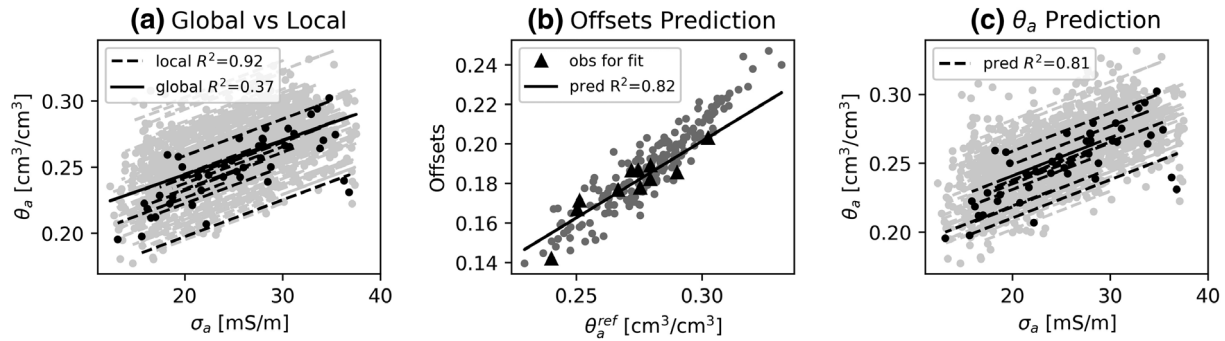 (a) Global vs Local
local R²=0.92
global R²=0.37
θₐ [cm³/cm³]
0.30
0.25
0.20
20
30
40
σₐ [mS/m]
(b) Offsets Prediction
obs for fit
pred R²=0.82
Offsets
0.24
0.22
0.20
0.18
0.16
0.14
0.25
0.30
θₐʳᵉᶠ [cm³/cm³]
(c) θₐ Prediction
pred R²=0.81
θₐ [cm³/cm³]
0.30
0.25
0.20
20
30
40
σₐ [mS/m]